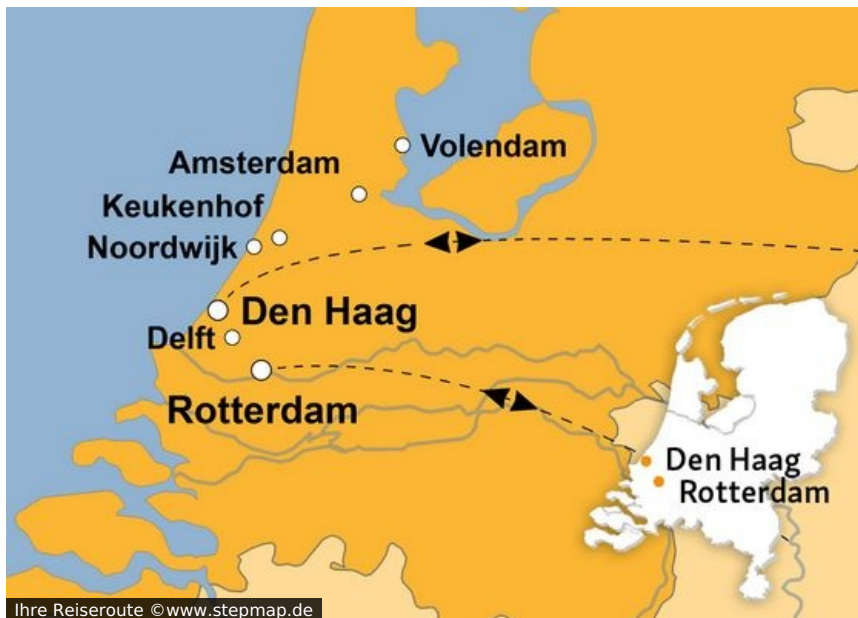 Volendam
Amsterdam
Keukenhof
Noordwijk
Den Haag
Delft
Rotterdam
Den Haag
Rotterdam
Ihre Reiseroute ©www.stepmap.de